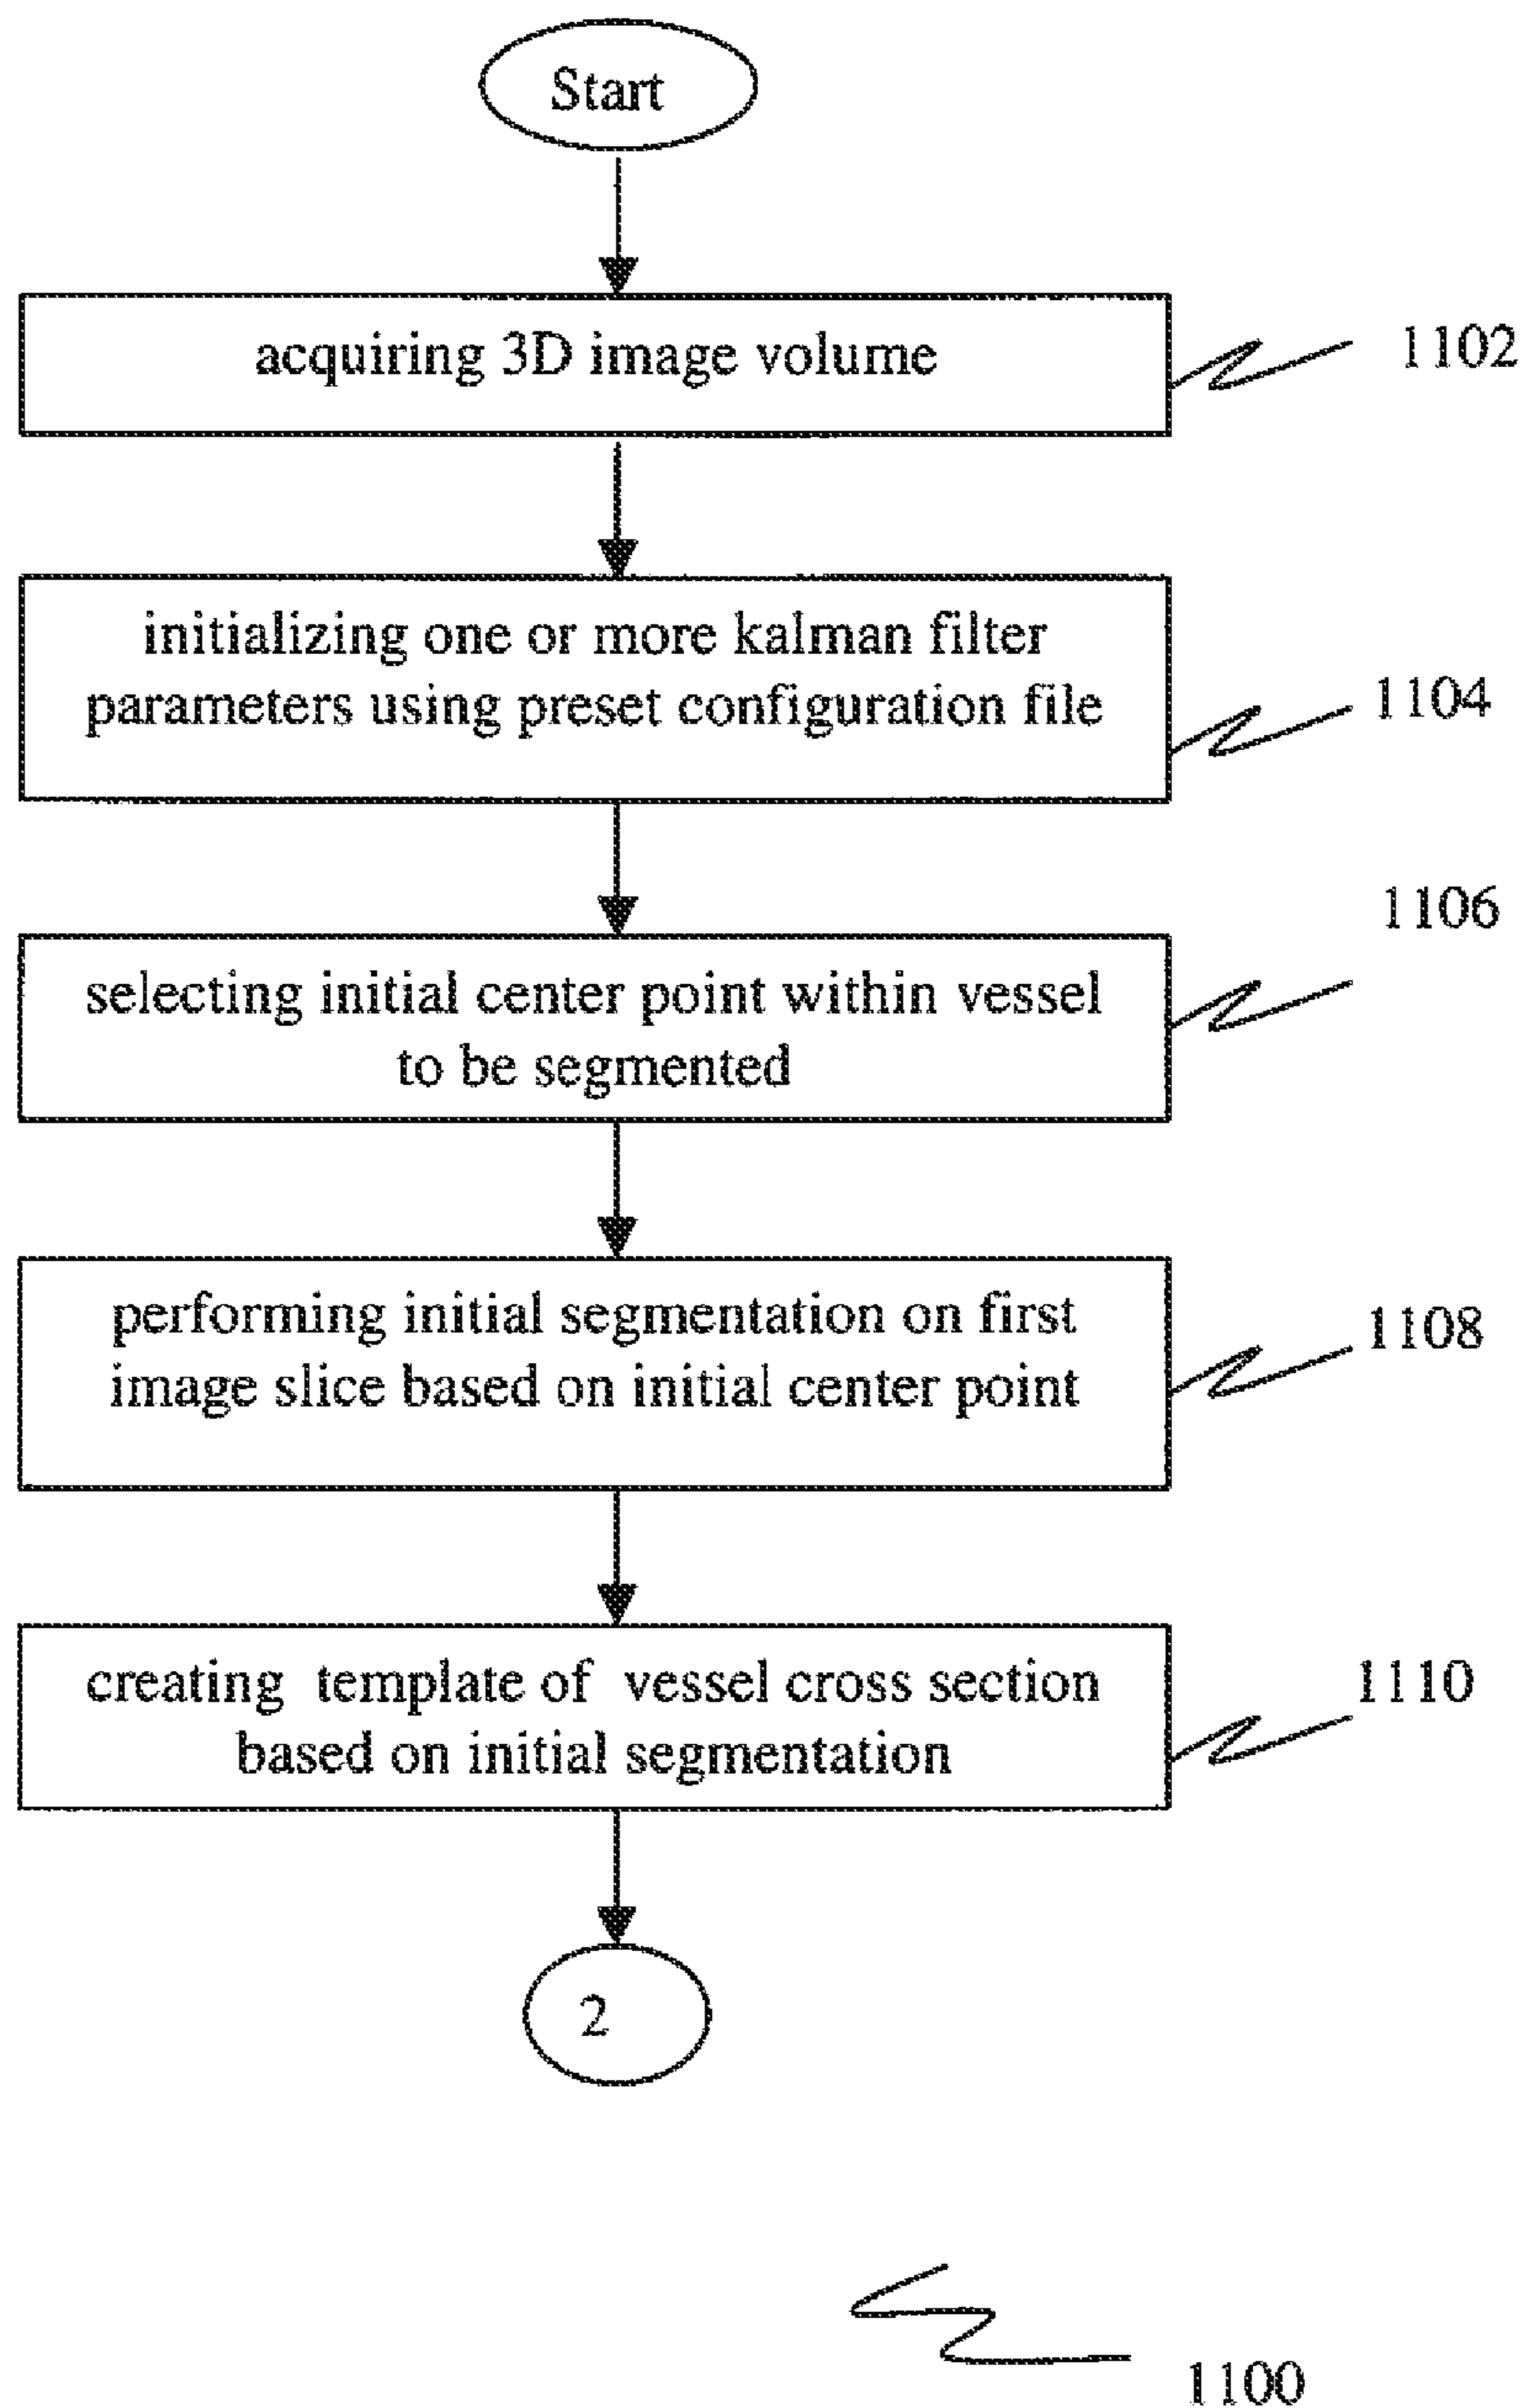 Start
acquiring 3D image volume
1102
initializing one or more kalman filter
parameters using preset configuration file
1104
1106
selecting initial center point within vessel
to be segmented
performing initial segmentation on first
image slice based on initial center point
1108
creating template of vessel cross section
based on initial segmentation
1110
2
1100